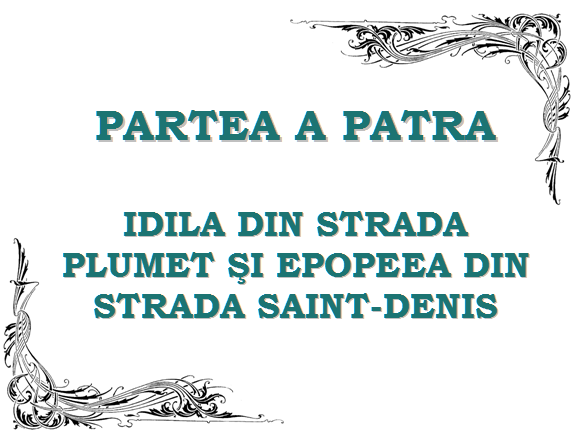 PARTEA A PATRA
IDILA DIN STRADA
PLUMET ŞI EPOPEEA DIN
STRADA SAINT-DENIS